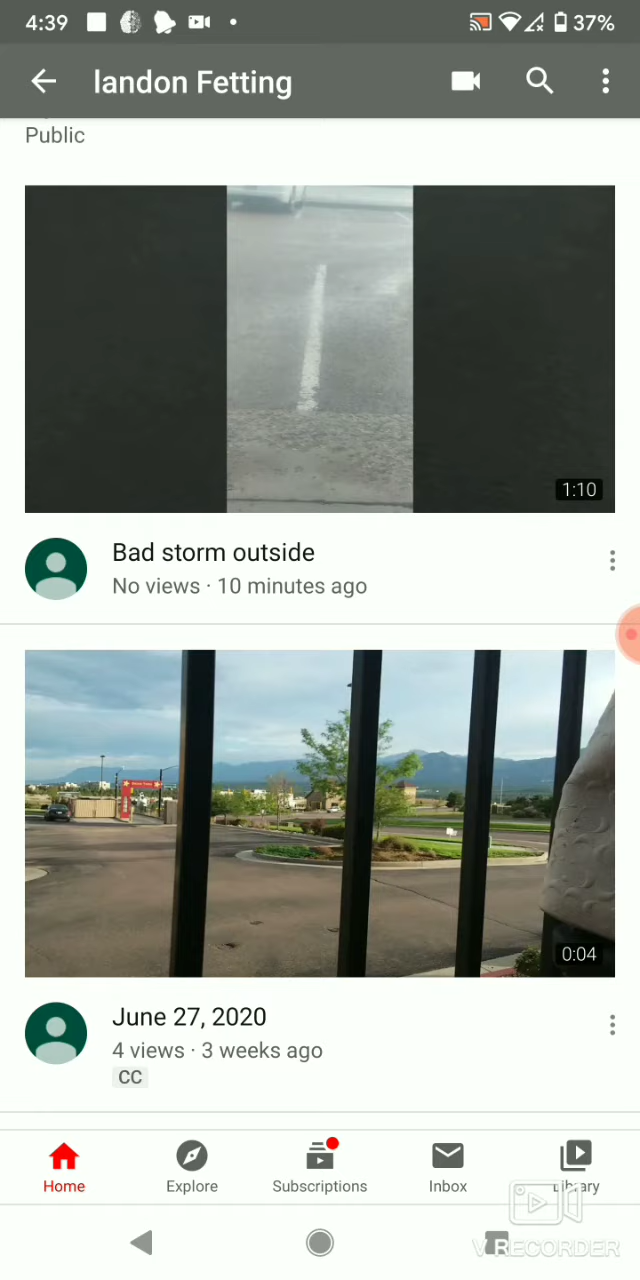 4:39
37%
landon Fetting
Public
1:10
Bad storm outside
No views · 10 minutes ago
0:04
June 27, 2020
4 views · 3 weeks ago
CC
Home
Explore
Subscriptions
Inbox
Library
V RECORDER